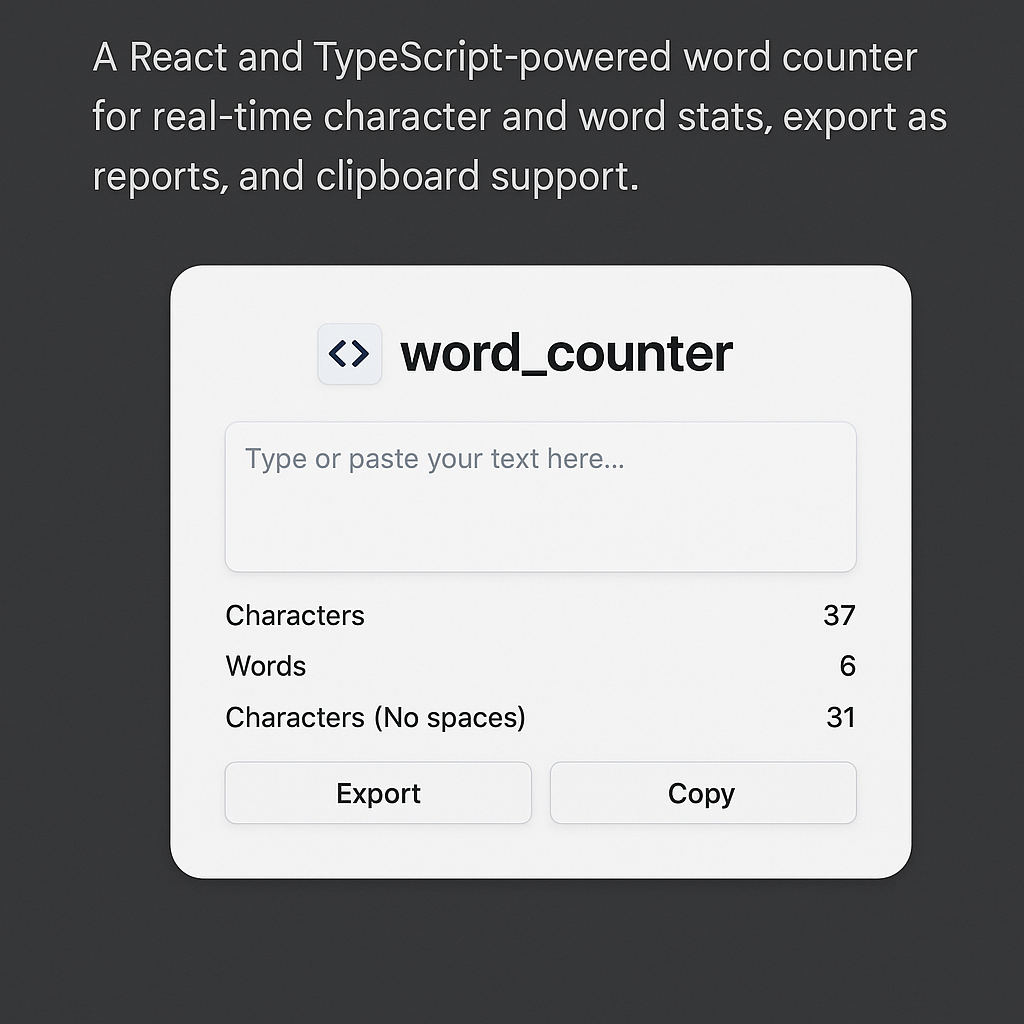 A React and TypeScript-powered word counter
for real-time character and word stats, export as
reports, and clipboard support.
word_counter
Type or paste your text here...
Characters 37
Words 6
Characters (No spaces) 31
Export Copy